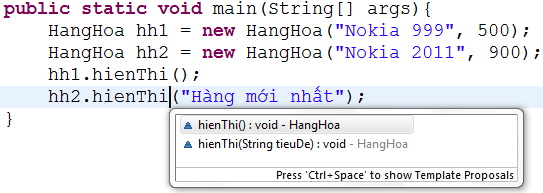 public static void main(String[] args){
HangHoa hh1 = new HangHoa("Nokia 999", 500);
HangHoa hh2 = new HangHoa("Nokia 2011", 900);
hh1.hienThi();
hh2.hienThi("Hàng mới nhất");
}
hienThi() : void - HangHoa
hienThi(String tieuDe) : void - HangHoa
Press 'Ctrl+Space' to show Template Proposals